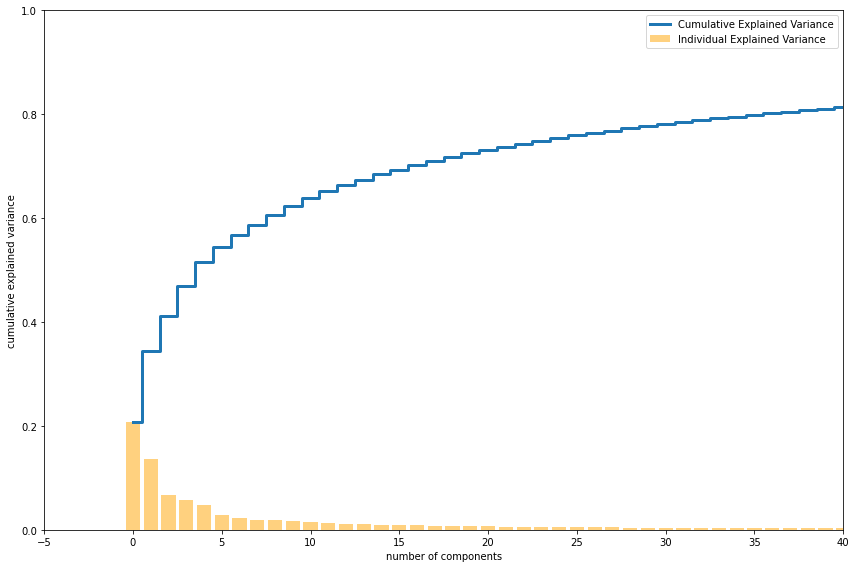 Cumulative Explained Variance
Individual Explained Variance
cumulative explained variance
1.0
0.8
0.6
0.4
0.2
0.0
−5 0 5 10 15 20 25 30 35 40
number of components